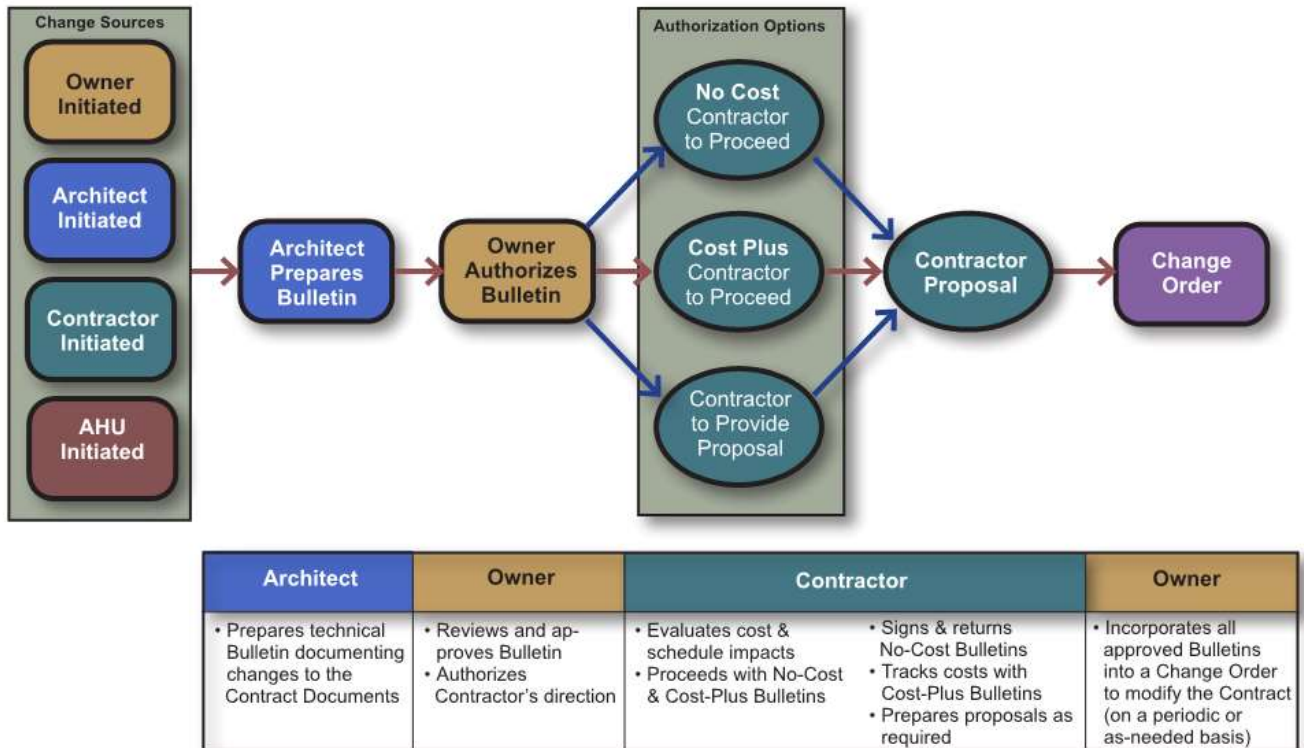 Change Sources
Owner
Initiated
Architect
Initiated
Contractor
Initiated
AHU
Initiated
Architect
Prepares
Bulletin
Owner
Authorizes
Bulletin
Authorization Options
No Cost
Contractor
to Proceed
Cost Plus
Contractor
to Proceed
Contractor
to Provide
Proposal
Contractor
Proposal
Change
Order
Architect
• Prepares technical
Bulletin documenting
changes to the
Contract Documents
Owner
• Reviews and ap-
proves Bulletin
• Authorizes
Contractor's direction
Contractor
• Evaluates cost &
schedule impacts
• Proceeds with No-Cost
& Cost-Plus Bulletins
• Signs & returns
No-Cost Bulletins
• Tracks costs with
Cost-Plus Bulletins
• Prepares proposals as
required
Owner
• Incorporates all
approved Bulletins
into a Change Order
to modify the Contract
(on a periodic or
as-needed basis)